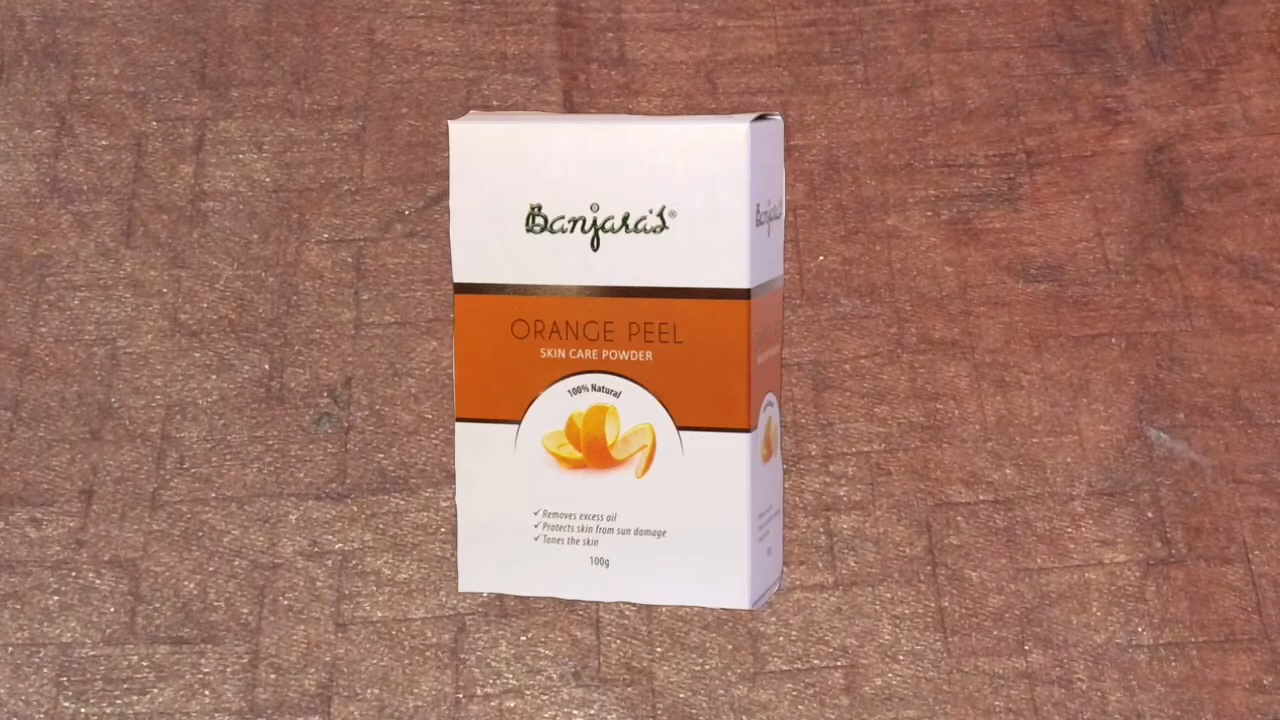 Banjara's®
ORANGE PEEL
SKIN CARE POWDER
100% Natural
✓ Removes excess oil
✓ Protects skin from sun damage
✓ Tones the skin
100g
Banjara's